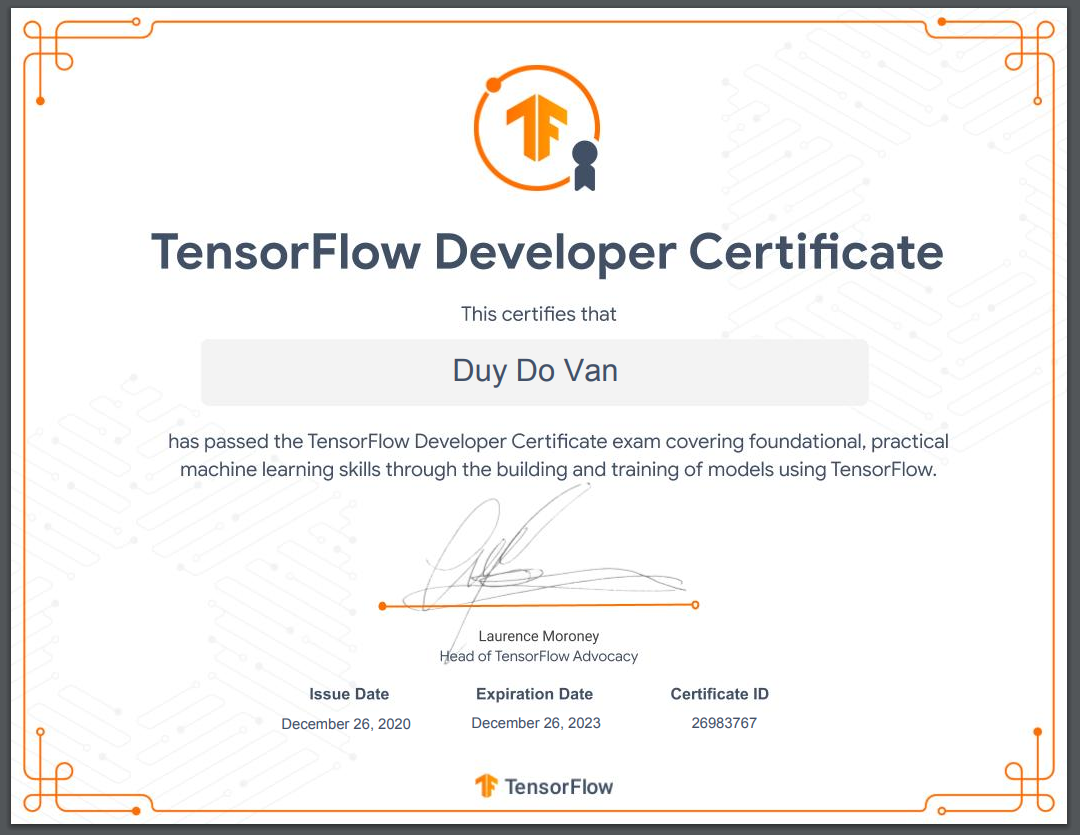 TensorFlow Developer Certificate
This certifies that
Duy Do Van
has passed the TensorFlow Developer Certificate exam covering foundational, practical
machine learning skills through the building and training of models using TensorFlow.
Laurence Moroney
Head of TensorFlow Advocacy
Issue Date Expiration Date Certificate ID
December 26, 2020 December 26, 2023 26983767
TensorFlow